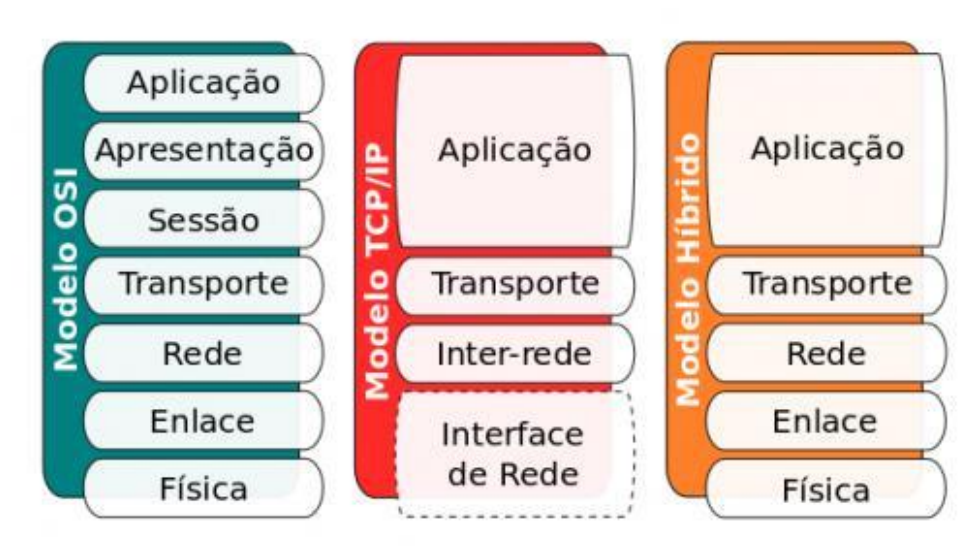 Modelo OSI
Aplicação
Apresentação
Sessão
Transporte
Rede
Enlace
Física
Modelo TCP/IP
Aplicação
Transporte
Inter-rede
Interface
de Rede
Modelo Híbrido
Aplicação
Transporte
Rede
Enlace
Física